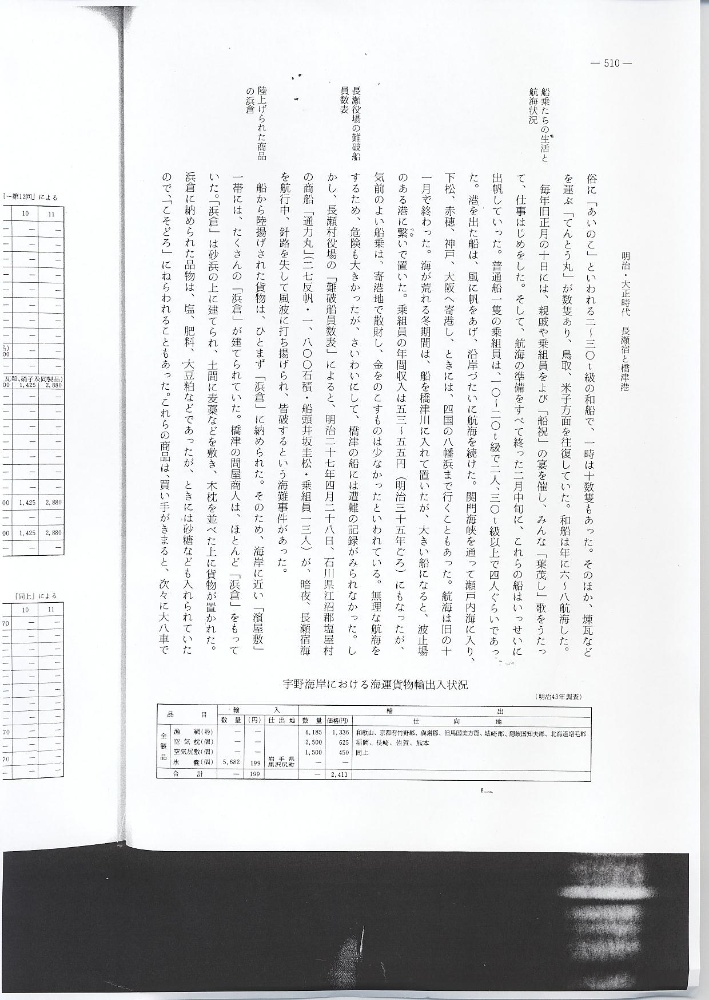 — 510 —
明治・大正時代　長瀬宿と橋津港
船乗たちの生活と
航海状況
長瀬役場の難破船
員数表
陸上げられた商品
の浜倉
俗に「あいのこ」といわれる二～三〇t級の和船で、一時は十数隻もあった。そのほか、煉瓦など
を運ぶ「てんとう丸」が数隻あり、鳥取、米子方面を往復していた。和船は年に六～八航海した。
毎年旧正月の十日には、親戚や乗組員をよび「船祝」の宴を催し、みんな「葉茂し」歌をうたっ
て、仕事はじめをした。そして、航海の準備をすべて終った二月中旬に、これらの船はいっせいに
出帆していった。普通船一隻の乗組員は、一〇～二〇t級で二人、三〇t級以上で四人ぐらいであっ
た。港を出た船は、風に帆をあげ、沿岸づたいに航海を続けた。関門海峡を通って瀬戸内海に入り、
下松、赤穂、神戸、大阪へ寄港し、ときには、四国の八幡浜まで行くこともあった。航海は旧の十
一月で終わった。海が荒れる冬期間は、船を橋津川に入れて置いたが、大きい船になると、波止場
のある港に繋いで置いた。乗組員の年間収入は五三～五五円（明治三十五年ごろ）にもなったが、
つな
気前のよい船乗は、寄港地で散財し、金をのこすものは少なかったといわれている。無理な航海を
するため、危険も大きかったが、さいわいにして、橋津の船には遭難の記録がみられなかった。し
かし、長瀬村役場の「難破船員数表」によると、明治二十七年四月二十八日、石川県江沼郡塩屋村
の商船「通力丸」（二七反帆・一、八〇〇石積・船頭井坂圭松・乗組員一三人）が、暗夜、長瀬宿海
を航行中、針路を失して風波に打ち揚げられ、皆破するという海難事件があった。
船から陸揚げされた貨物は、ひとまず「浜倉」に納められた。そのため、海岸に近い「濱屋敷」
一帯には、たくさんの「浜倉」が建てられていた。橋津の問屋商人は、ほとんど「浜倉」をもって
いた。「浜倉」は砂浜の上に建てられ、土間に麦藁などを敷き、木枕を並べた上に貨物が置かれた。
浜倉に納められた品物は、塩、肥料、大豆粕などであったが、ときには砂糖なども入れられていた
ので、「こそどろ」にねらわれることもあった。これらの商品は、買い手がきまると、次々に大八車で
宇野海岸における海運貨物輸出入状況
（明治43年調査）
品　目 輸　入 輸　出
数量 (円) 仕出地 数量 価格(円) 仕　向　地
全製品
漁網(尋) — — 6,185 1,336 和歌山、京都府竹野郡、與謝郡、但馬国美方郡、城崎郡、隠岐国知夫郡、北海道増毛郡
空気枕(個) — — 2,500 625 福岡、長崎、佐賀、熊本
空気尻敷(個) — — 1,500 450 同上
氷嚢(個) 5,682 199 岩手県黒沢尻町 — —
合計 — 199 — 2,411
～第12回」による
10 11
00
瓦類、硝子及同製品)
00 1,425 2,880
00 1,425 2,880
00 1,425 2,880
「同上」による
10 11
70 — —
70 — —
70 — —